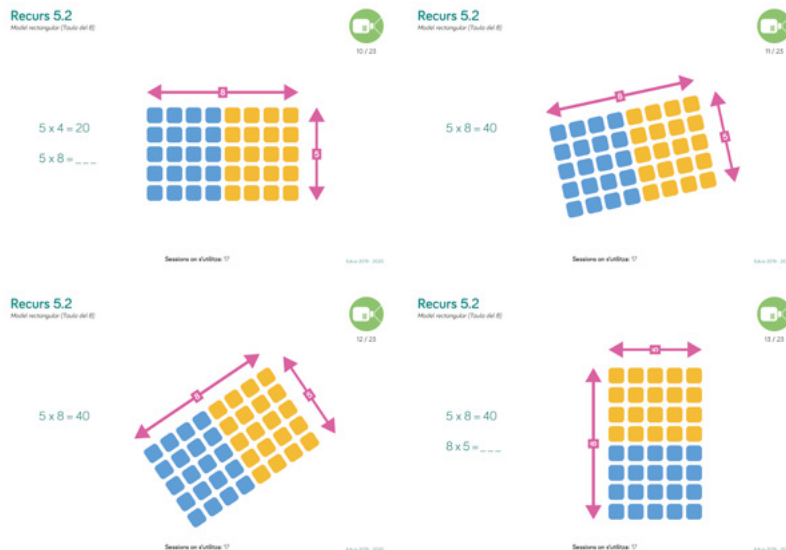 Recurs 5.2
Model rectangular (Taula del 8)
10 / 23
8
5 x 4 = 20
5 x 8 = _ _ _
5
Sessions on s'utilitza: 17
Recurs 5.2
Model rectangular (Taula del 8)
11 / 23
8
5 x 8 = 40
5
Sessions on s'utilitza: 17
Recurs 5.2
Model rectangular (Taula del 8)
12 / 23
8
5 x 8 = 40
5
Sessions on s'utilitza: 17
Recurs 5.2
Model rectangular (Taula del 8)
13 / 23
5
5 x 8 = 40
8 x 5 = _ _ _
8
Sessions on s'utilitza: 17